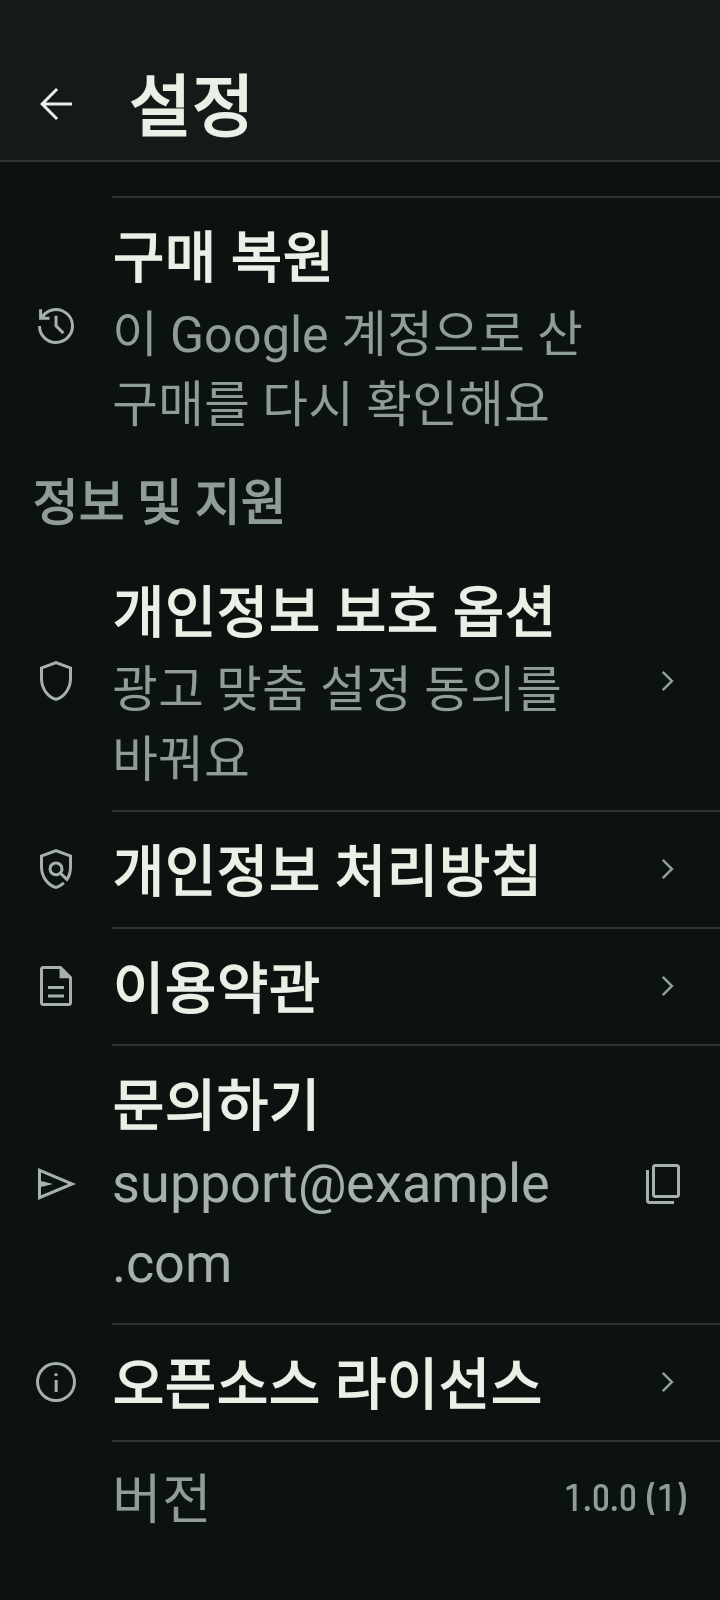 설정
구매 복원
이 Google 계정으로 산
구매를 다시 확인해요
정보 및 지원
개인정보 보호 옵션
광고 맞춤 설정 동의를
바꿔요
개인정보 처리방침
이용약관
문의하기
support@example
.com
오픈소스 라이선스
버전 1.0.0 (1)